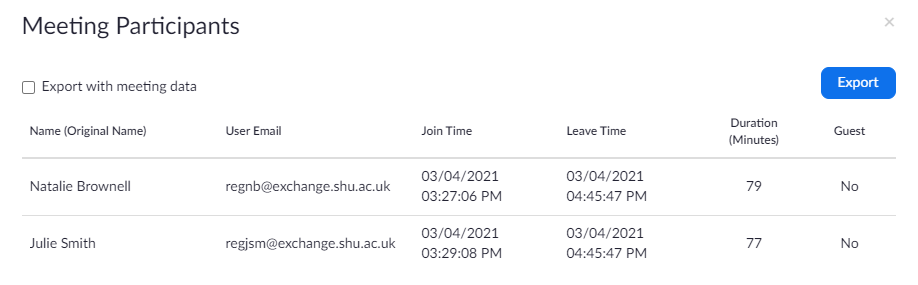 Meeting Participants
×
Export with meeting data
Export
Name (Original Name) User Email Join Time Leave Time Duration (Minutes) Guest
Natalie Brownell regnb@exchange.shu.ac.uk 03/04/2021 03:27:06 PM 03/04/2021 04:45:47 PM 79 No
Julie Smith regjsm@exchange.shu.ac.uk 03/04/2021 03:29:08 PM 03/04/2021 04:45:47 PM 77 No